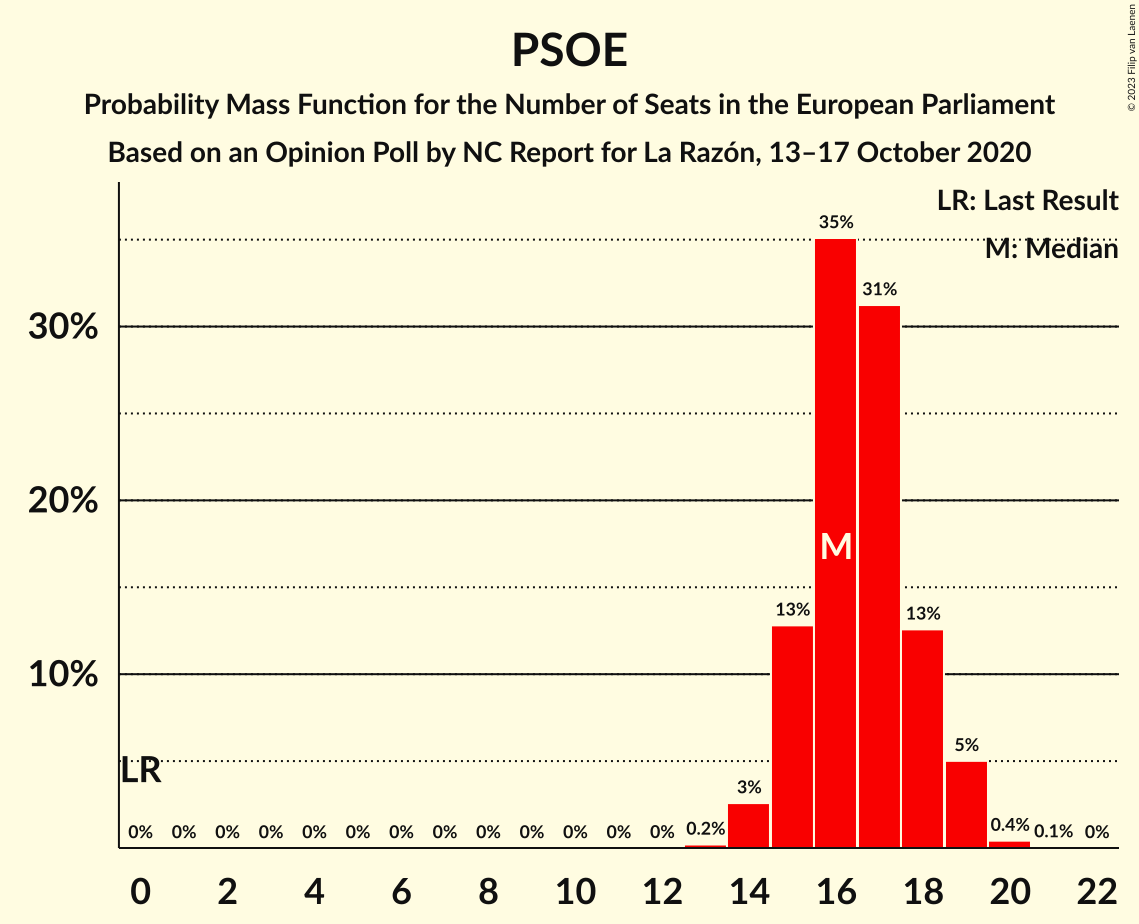 © 2023 Filip van Laenen
PSOE
Probability Mass Function for the Number of Seats in the European Parliament
Based on an Opinion Poll by NC Report for La Razón, 13–17 October 2020
LR: Last Result
M: Median
35%
31%
30%
20%
M
13%
13%
10%
5%
LR
3%
0% 0% 0% 0% 0% 0% 0% 0% 0% 0% 0% 0% 0% 0.2% 0.4% 0.1% 0%
0 2 4 6 8 10 12 14 16 18 20 22